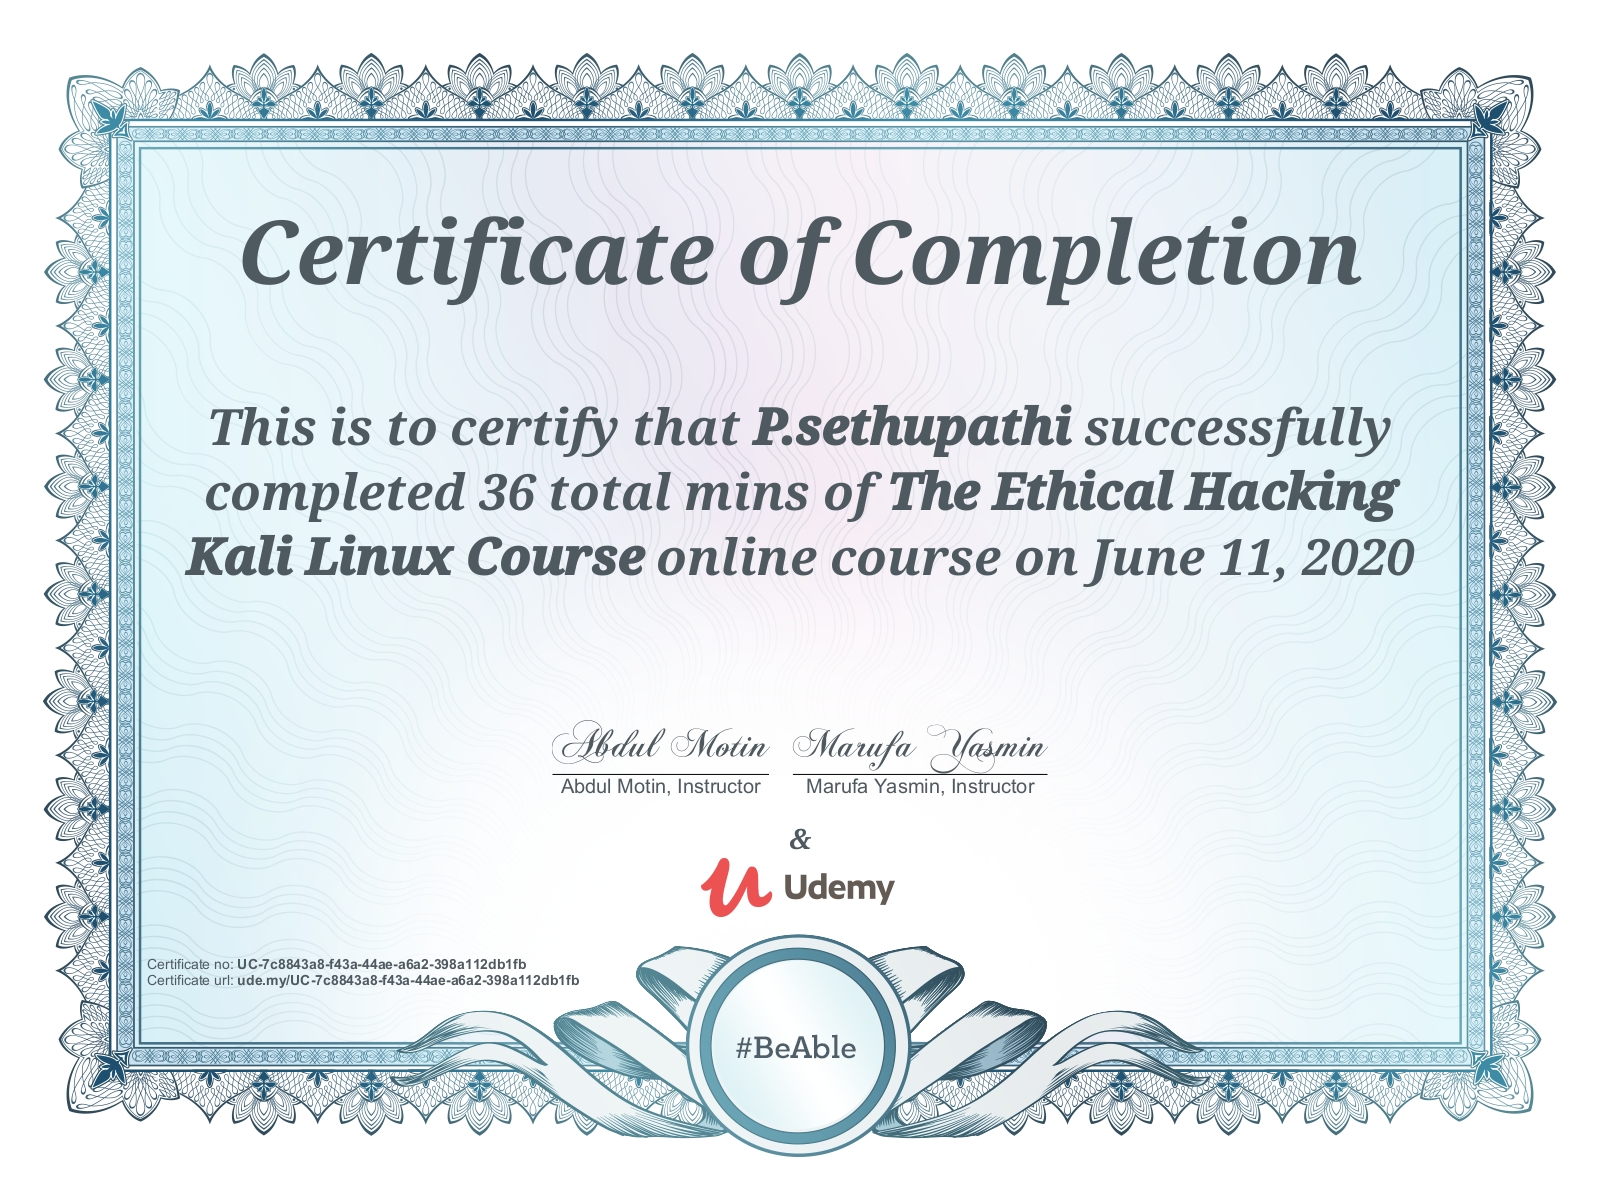 Certificate of Completion
This is to certify that P.sethupathi successfully
completed 36 total mins of The Ethical Hacking
Kali Linux Course online course on June 11, 2020
Abdul Motin Marufa Yasmin
Abdul Motin, Instructor Marufa Yasmin, Instructor
&
Udemy
Certificate no: UC-7c8843a8-f43a-44ae-a6a2-398a112db1fb
Certificate url: ude.my/UC-7c8843a8-f43a-44ae-a6a2-398a112db1fb
#BeAble